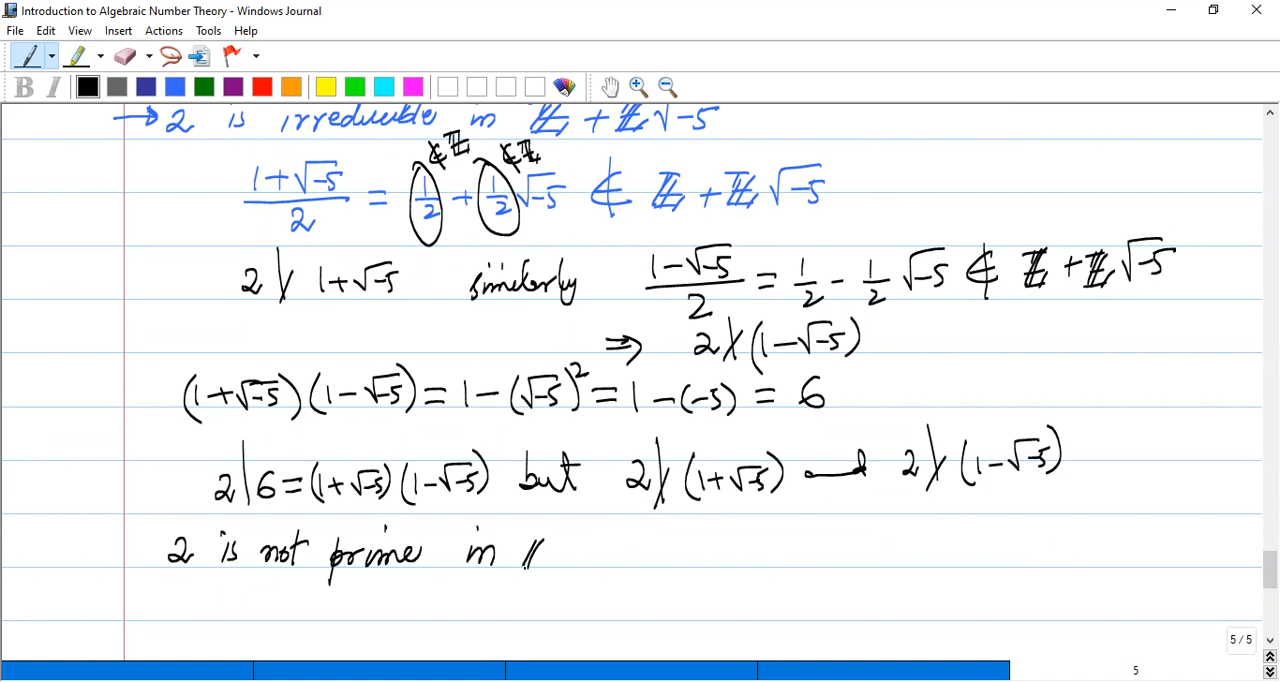 Introduction to Algebraic Number Theory - Windows Journal
File Edit View Insert Actions Tools Help
B I
→ 2 is irreducible in ℤ + ℤ√-5
∉ ℤ ∉ ℤ
(1+√-5)/2 = 1/2 + 1/2 √-5 ∉ ℤ + ℤ√-5
2 ∤ 1+√-5 similarly (1-√-5)/2 = 1/2 - 1/2 √-5 ∉ ℤ + ℤ√-5
⇒ 2 ∤ (1-√-5)
(1+√-5)(1-√-5) = 1-(√-5)² = 1-(-5) = 6
2 | 6 = (1+√-5)(1-√-5) but 2 ∤ (1+√-5) and 2 ∤ (1-√-5)
2 is not prime in
5 / 5
5